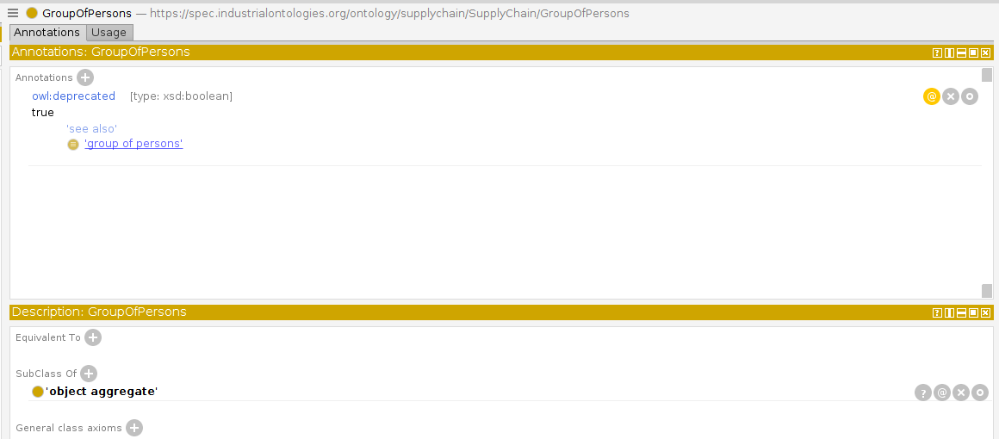 GroupOfPersons — https://spec.industrialontologies.org/ontology/supplychain/SupplyChain/GroupOfPersons
Annotations Usage
Annotations: GroupOfPersons
Annotations
owl:deprecated [type: xsd:boolean]
true
'see also'
'group of persons'
Description: GroupOfPersons
Equivalent To
SubClass Of
'object aggregate'
General class axioms